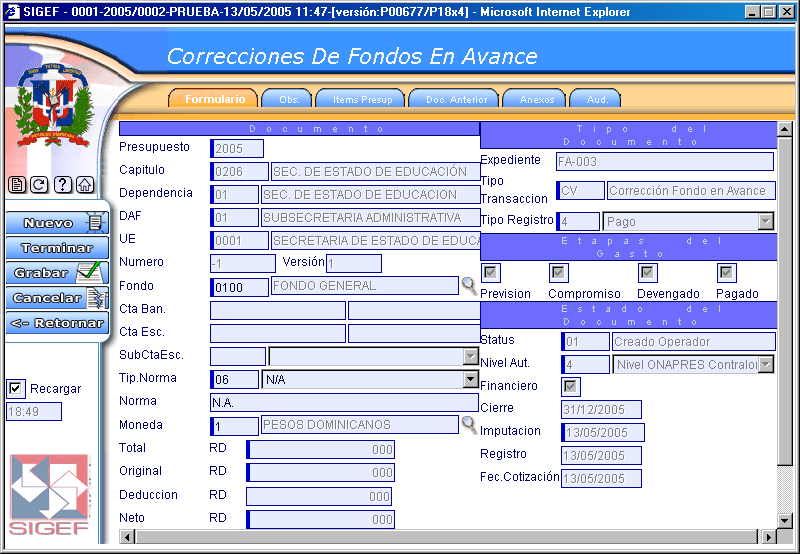 SIGEF - 0001-2005/0002-PRUEBA-13/05/2005 11:47-[versión:P00677/P18x4] - Microsoft Internet Explorer
Correcciones De Fondos En Avance
Formulario Obs. Items Presup Doc. Anterior Anexos Aud.
Nuevo
Terminar
Grabar
Cancelar
<- Retornar
Recargar
18:49
SIGEF
Documento
Presupuesto 2005
Capitulo 0206 SEC. DE ESTADO DE EDUCACIÓN
Dependencia 01 SEC. DE ESTADO DE EDUCACION
DAF 01 SUBSECRETARIA ADMINISTRATIVA
UE 0001 SECRETARIA DE ESTADO DE EDUCA
Numero -1 Versión 1
Fondo 0100 FONDO GENERAL
Cta Ban.
Cta Esc.
SubCtaEsc.
Tip.Norma 06 N/A
Norma N.A.
Moneda 1 PESOS DOMINICANOS
Total RD 000
Original RD 000
Deduccion RD 000
Neto RD 000
Tipo del
Documento
Expediente FA-003
Tipo
Transaccion CV Corrección Fondo en Avance
Tipo Registro 4 Pago
Etapas del
Gasto
Prevision Compromiso Devengado Pagado
Estado del
Documento
Status 01 Creado Operador
Nivel Aut. 4 Nivel ONAPRES Contralor
Financiero
Cierre 31/12/2005
Imputacion 13/05/2005
Registro 13/05/2005
Fec.Cotización 13/05/2005